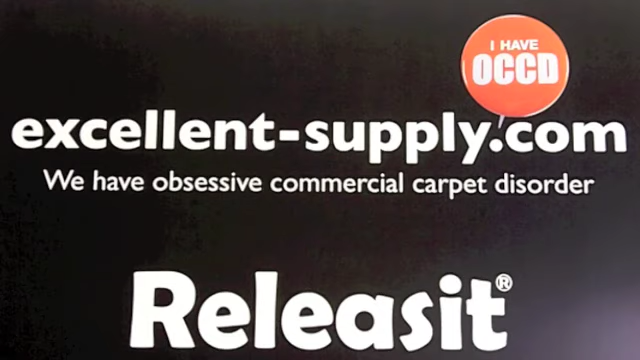 I HAVE
OCCD
excellent-supply.com
We have obsessive commercial carpet disorder
Releasit®